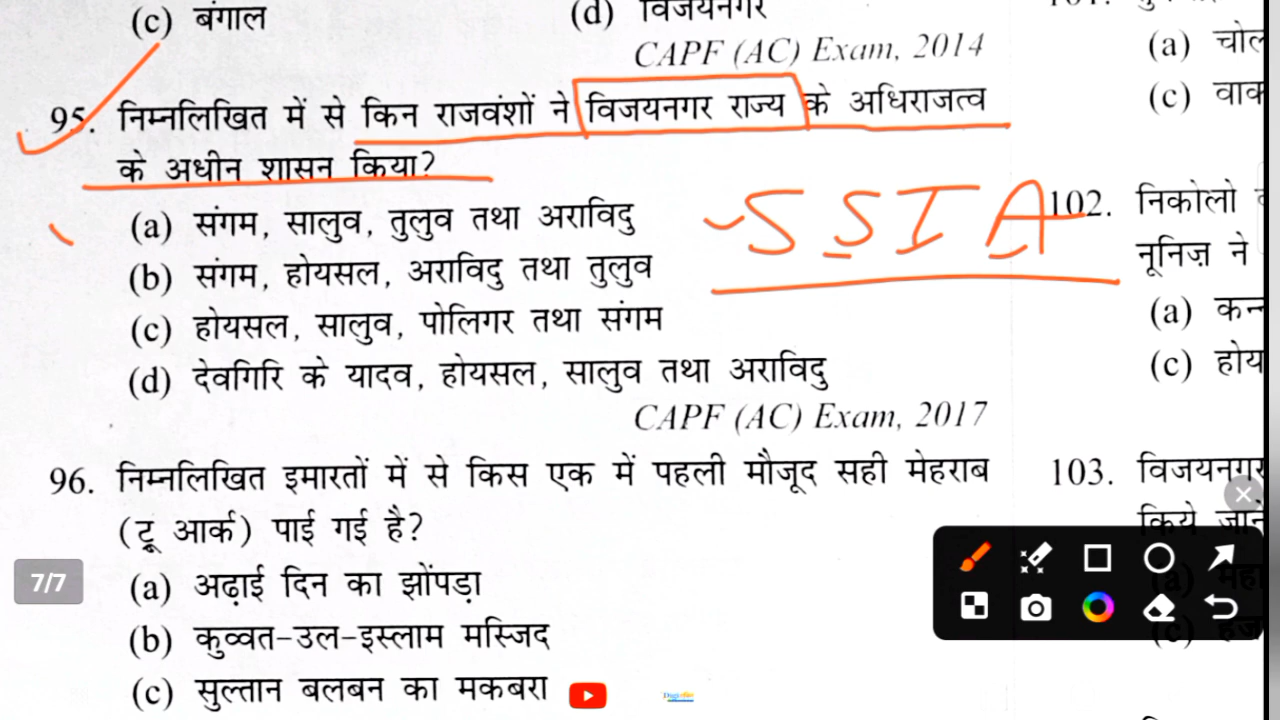 (c) बंगाल (d) विजयनगर
CAPF (AC) Exam, 2014
95. निम्नलिखित में से किन राजवंशों ने विजयनगर राज्य के अधिराजत्व
के अधीन शासन किया?
(a) संगम, सालुव, तुलुव तथा अराविदु
(b) संगम, होयसल, अराविदु तथा तुलुव
(c) होयसल, सालुव, पोलिगर तथा संगम
(d) देवगिरि के यादव, होयसल, सालुव तथा अराविदु
CAPF (AC) Exam, 2017
SSIA
96. निम्नलिखित इमारतों में से किस एक में पहली मौजूद सही मेहराब
(ट्रू आर्क) पाई गई है?
(a) अढ़ाई दिन का झोंपड़ा
(b) कुव्वत-उल-इस्लाम मस्जिद
(c) सुल्तान बलबन का मकबरा
7/7
(a) चोल
(c) वाक
102. निकोलो
नूनिज़ ने
(a) कन्न
(c) होय
103. विजयनगर
किये जाने
(a) महा
(c) हज